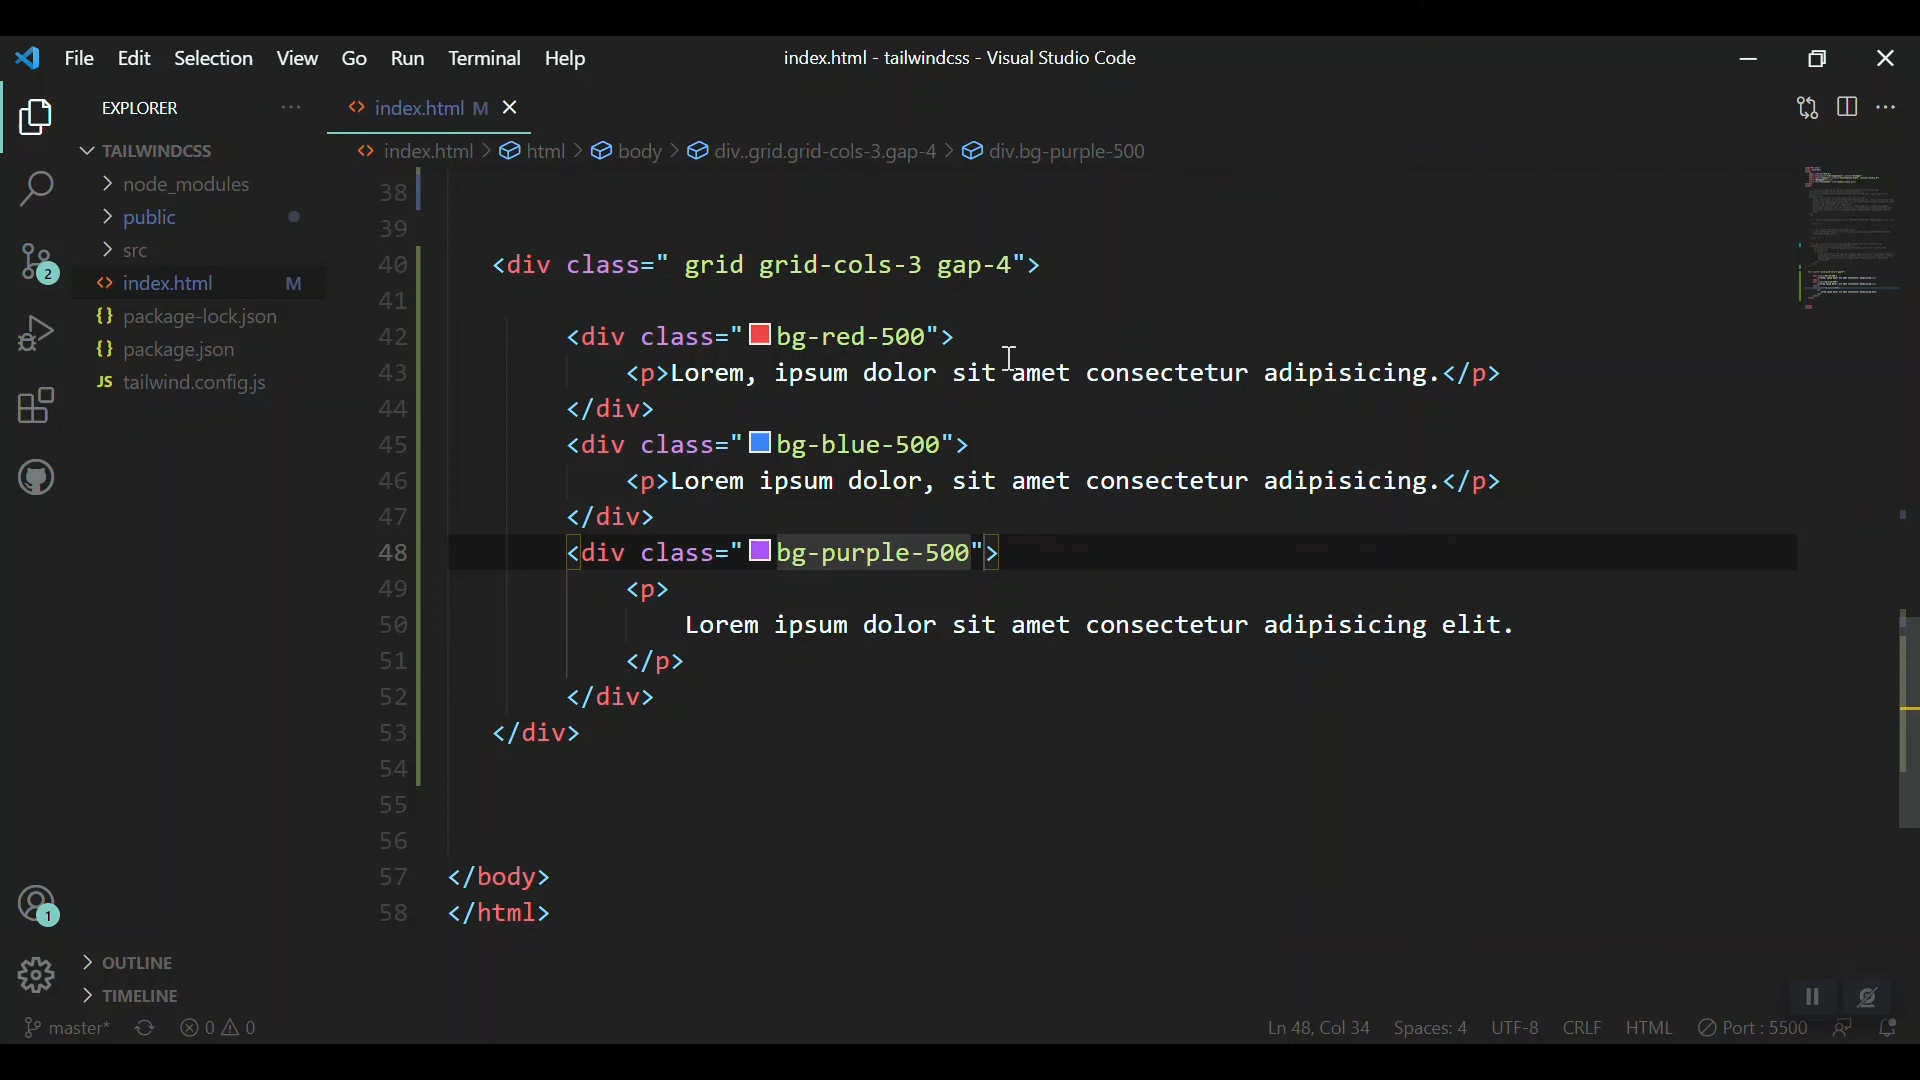 File Edit Selection View Go Run Terminal Help index.html - tailwindcss - Visual Studio Code
EXPLORER ··· <> index.html M
<> index.html > html > body > div..grid.grid-cols-3.gap-4 > div.bg-purple-500
TAILWINDCSS
node_modules
public
src
<> index.html M
{} package-lock.json
{} package.json
JS tailwind.config.js
2
1
OUTLINE
TIMELINE
38
39
40 <div class=" grid grid-cols-3 gap-4">
41
42 <div class="bg-red-500">
43 <p>Lorem, ipsum dolor sit amet consectetur adipisicing.</p>
44 </div>
45 <div class="bg-blue-500">
46 <p>Lorem ipsum dolor, sit amet consectetur adipisicing.</p>
47 </div>
48 <div class="bg-purple-500">
49 <p>
50 Lorem ipsum dolor sit amet consectetur adipisicing elit.
51 </p>
52 </div>
53 </div>
54
55
56
57 </body>
58 </html>
master* 0 0 Ln 48, Col 34 Spaces: 4 UTF-8 CRLF HTML Port : 5500